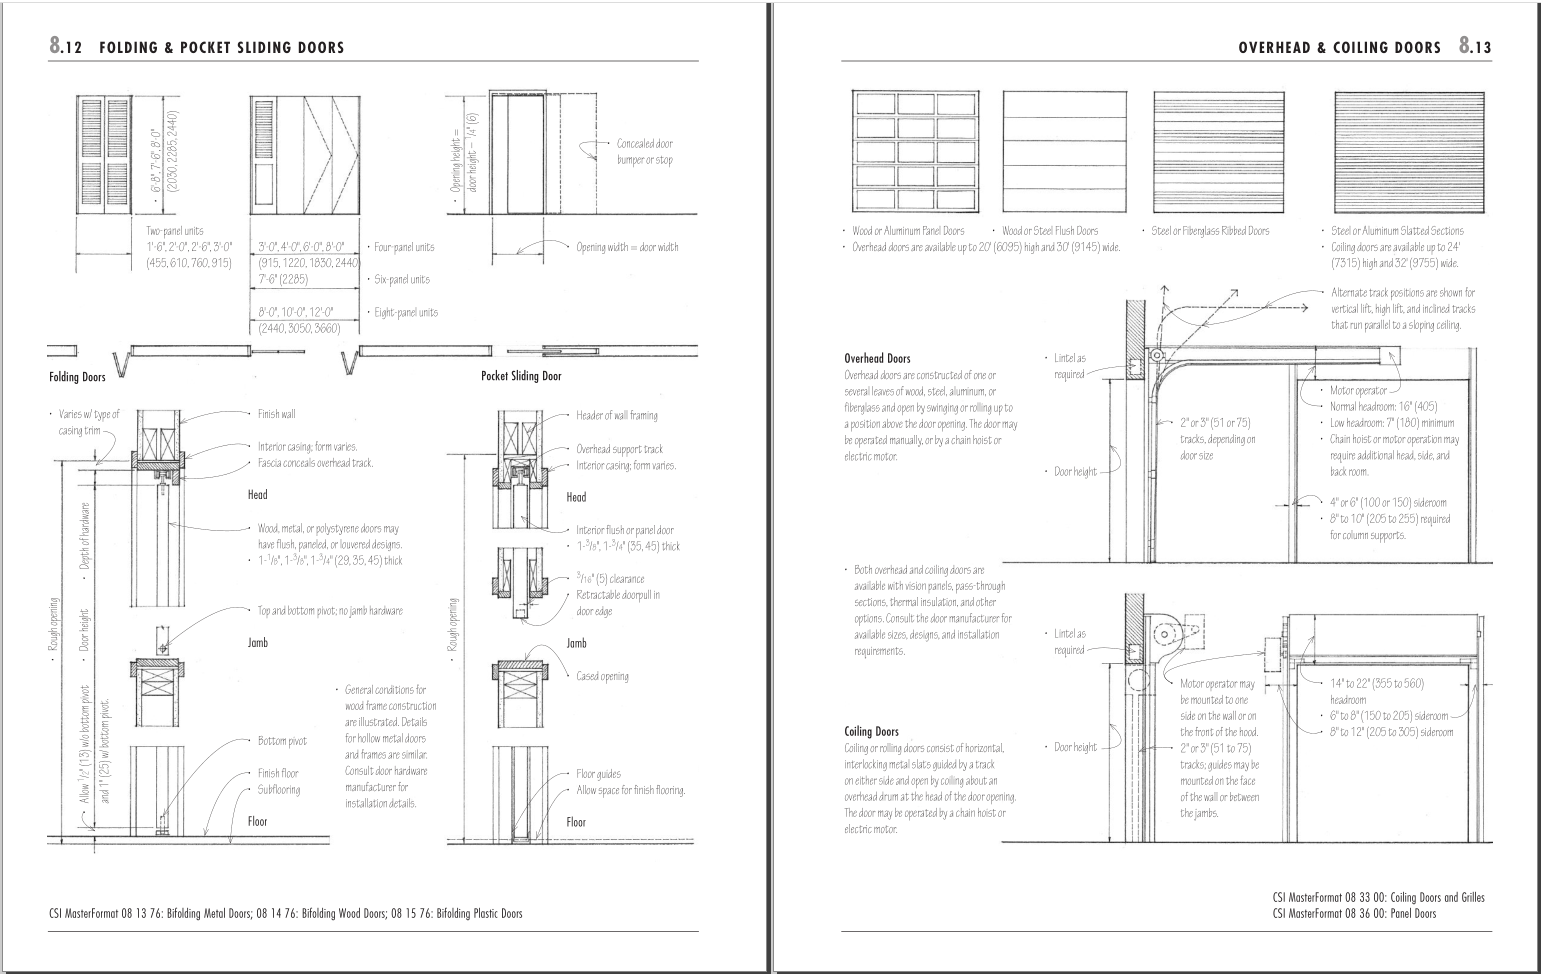 8.12 FOLDING & POCKET SLIDING DOORS
• 6'-8", 7'-6", 8'-0"
(2030, 2285, 2440)
Two-panel units
1'-6", 2'-0", 2'-6", 3'-0"
(455, 610, 760, 915)
3'-0", 4'-0", 6'-0", 8'-0"
(915, 1220, 1830, 2440)
7'-6" (2285)
8'-0", 10'-0", 12'-0"
(2440, 3050, 3660)
• Four-panel units
• Six-panel units
• Eight-panel units
• Opening height =
door height – 1/4" (6)
• Concealed door
bumper or stop
• Opening width = door width
Folding Doors
• Varies w/ type of
casing trim
• Finish wall
• Interior casing; form varies.
• Fascia conceals overhead track.
Head
• Wood, metal, or polystyrene doors may
have flush, paneled, or louvered designs.
• 1-1/8", 1-3/8", 1-3/4" (29, 35, 45) thick
• Top and bottom pivot; no jamb hardware
Jamb
• Rough opening
• Depth of hardware
• Door height
• Allow 1/2" (13) w/o bottom pivot
and 1" (25) w/ bottom pivot.
• Bottom pivot
• Finish floor
• Subflooring
Floor
• General conditions for
wood frame construction
are illustrated. Details
for hollow metal doors
and frames are similar.
Consult door hardware
manufacturer for
installation details.
Pocket Sliding Door
• Header of wall framing
• Overhead support track
• Interior casing; form varies.
Head
• Interior flush or panel door
• 1-3/8", 1-3/4" (35, 45) thick
• 3/16" (5) clearance
• Retractable doorpull in
door edge
Jamb
• Rough opening
• Cased opening
• Floor guides
• Allow space for finish flooring.
Floor
CSI MasterFormat 08 13 76: Bifolding Metal Doors; 08 14 76: Bifolding Wood Doors; 08 15 76: Bifolding Plastic Doors
OVERHEAD & COILING DOORS 8.13
• Wood or Aluminum Panel Doors
• Overhead doors are available up to 20' (6095) high and 30' (9145) wide.
• Wood or Steel Flush Doors
• Steel or Fiberglass Ribbed Doors
• Steel or Aluminum Slatted Sections
• Coiling doors are available up to 24'
(7315) high and 32' (9755) wide.
• Alternate track positions are shown for
vertical lift, high lift, and inclined tracks
that run parallel to a sloping ceiling.
Overhead Doors
Overhead doors are constructed of one or
several leaves of wood, steel, aluminum, or
fiberglass and open by swinging or rolling up to
a position above the door opening. The door may
be operated manually, or by a chain hoist or
electric motor.
• Lintel as
required
• 2" or 3" (51 or 75)
tracks, depending on
door size
• Door height
• Motor operator
• Normal headroom: 16" (405)
• Low headroom: 7" (180) minimum
• Chain hoist or motor operation may
require additional head, side, and
back room.
• 4" or 6" (100 or 150) sideroom
• 8" to 10" (205 to 255) required
for column supports.
• Both overhead and coiling doors are
available with vision panels, pass-through
sections, thermal insulation, and other
options. Consult the door manufacturer for
available sizes, designs, and installation
requirements.
• Lintel as
required
• Motor operator may
be mounted to one
side on the wall or on
the front of the hood.
• 2" or 3" (51 to 75)
tracks; guides may be
mounted on the face
of the wall or between
the jambs.
• 14" to 22" (355 to 560)
headroom
• 6" to 8" (150 to 205) sideroom
• 8" to 12" (205 to 305) sideroom
• Door height
Coiling Doors
Coiling or rolling doors consist of horizontal,
interlocking metal slats guided by a track
on either side and open by coiling about an
overhead drum at the head of the door opening.
The door may be operated by a chain hoist or
electric motor.
CSI MasterFormat 08 33 00: Coiling Doors and Grilles
CSI MasterFormat 08 36 00: Panel Doors